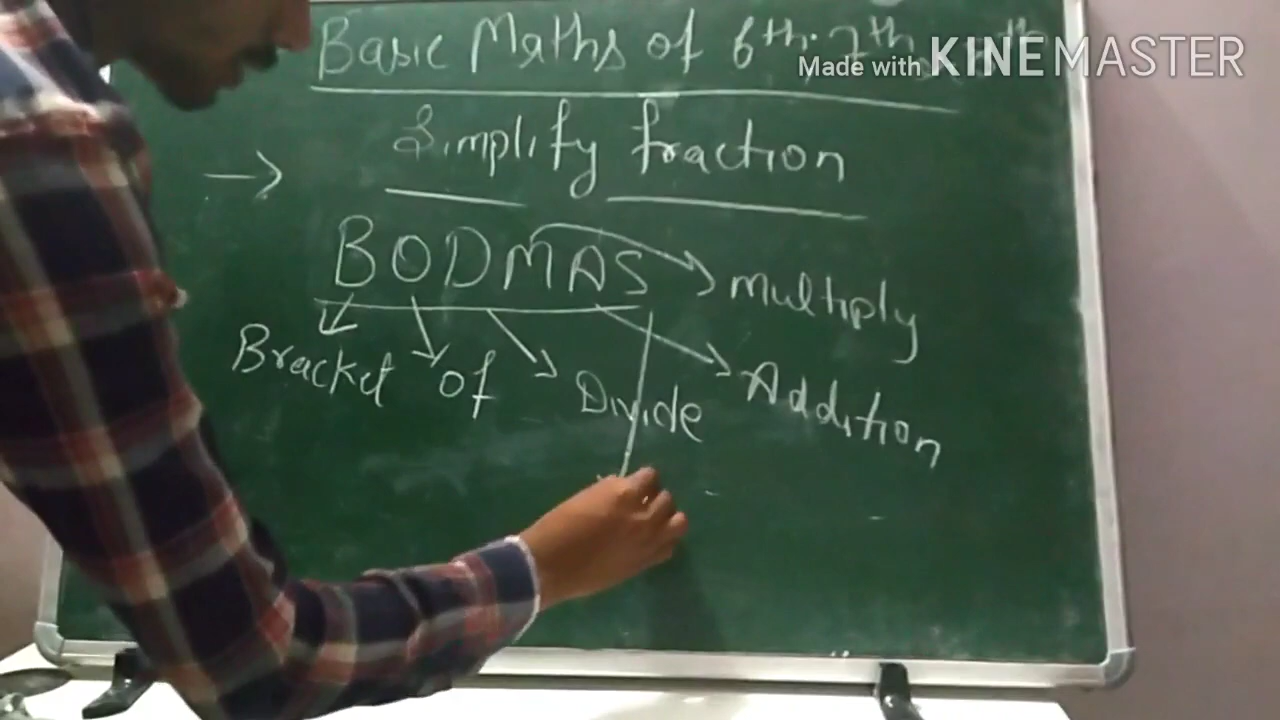 Basic Maths of 6th. 7th
Made with KINEMASTER
Simplify fraction
BODMAS
Multiply
Bracket of Divide Addition